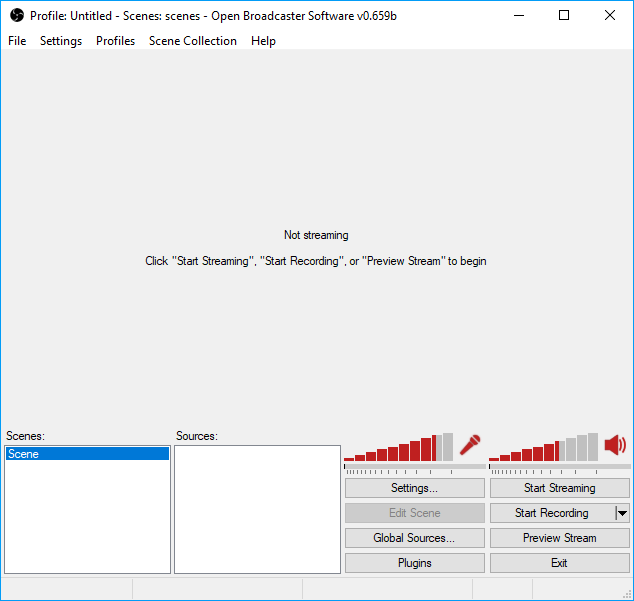 Profile: Untitled - Scenes: scenes - Open Broadcaster Software v0.659b
File Settings Profiles Scene Collection Help
Not streaming
Click "Start Streaming", "Start Recording", or "Preview Stream" to begin
Scenes:
Sources:
Scene
Settings...
Start Streaming
Edit Scene
Start Recording
Global Sources...
Preview Stream
Plugins
Exit